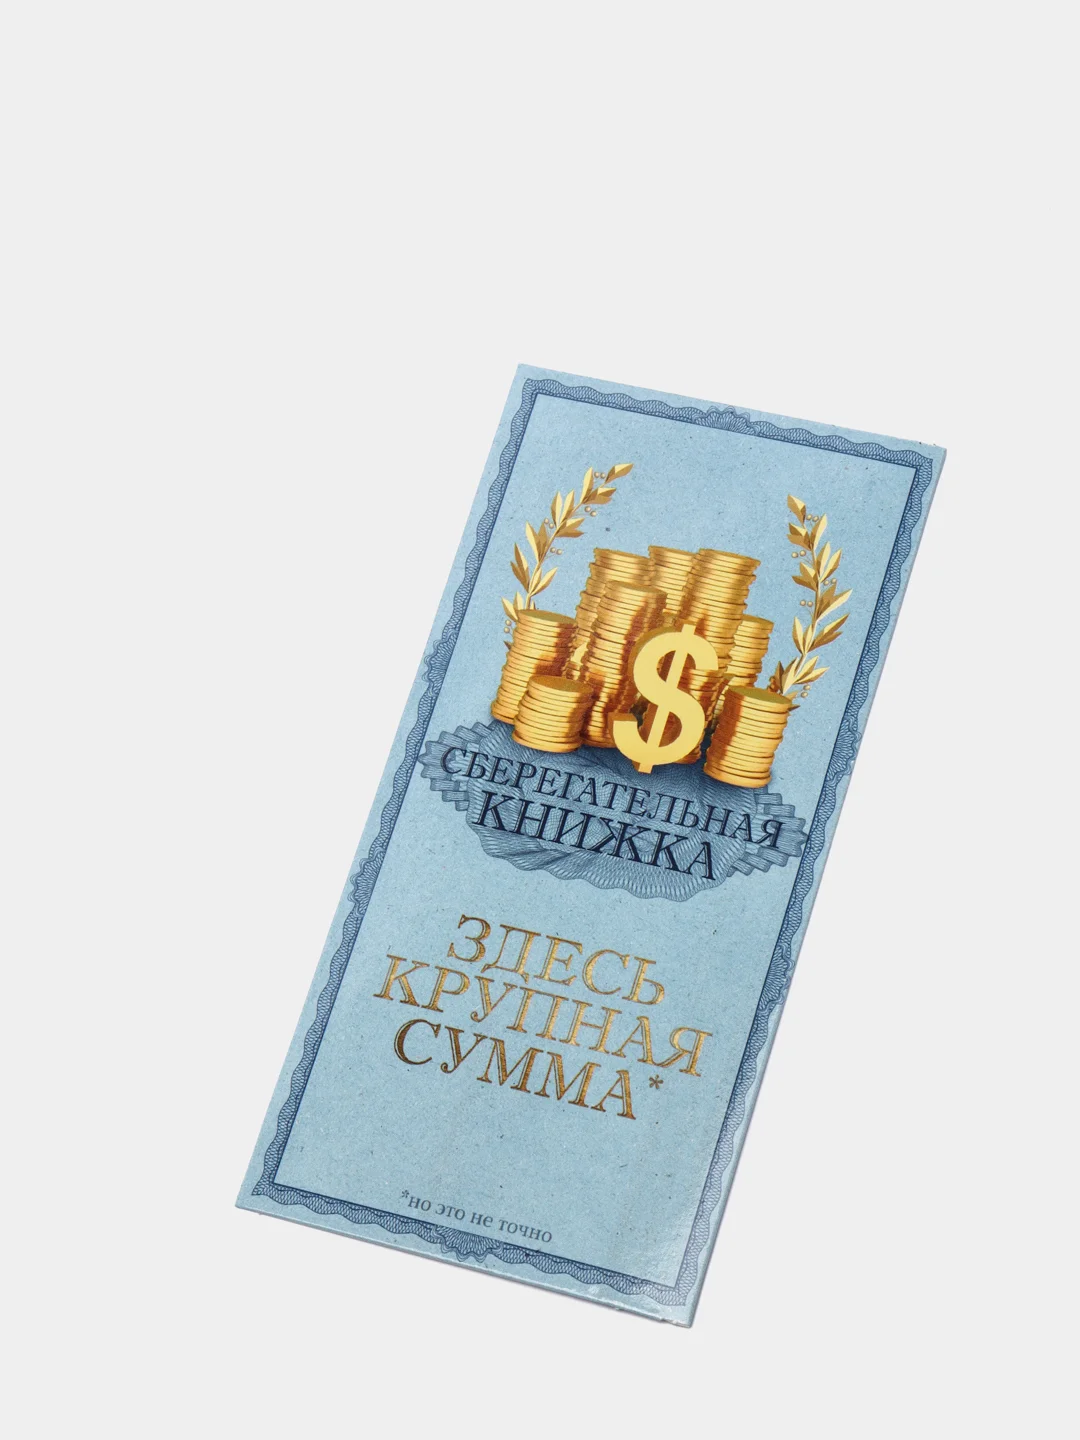 $
СБЕРЕГАТЕЛЬНАЯ
КНИЖКА
ЗДЕСЬ
КРУПНАЯ
СУММА*
*но это не точно